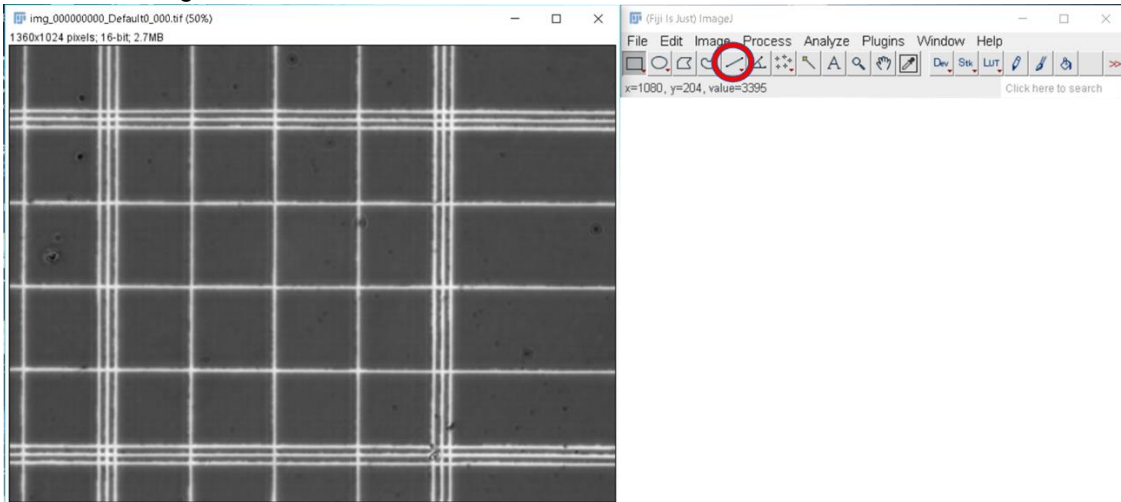 img_000000000_Default0_000.tif (50%)
1360x1024 pixels; 16-bit; 2.7MB
(Fiji Is Just) ImageJ
File Edit Image Process Analyze Plugins Window Help
A Dev Stk LUT >>
x=1080, y=204, value=3395 Click here to search